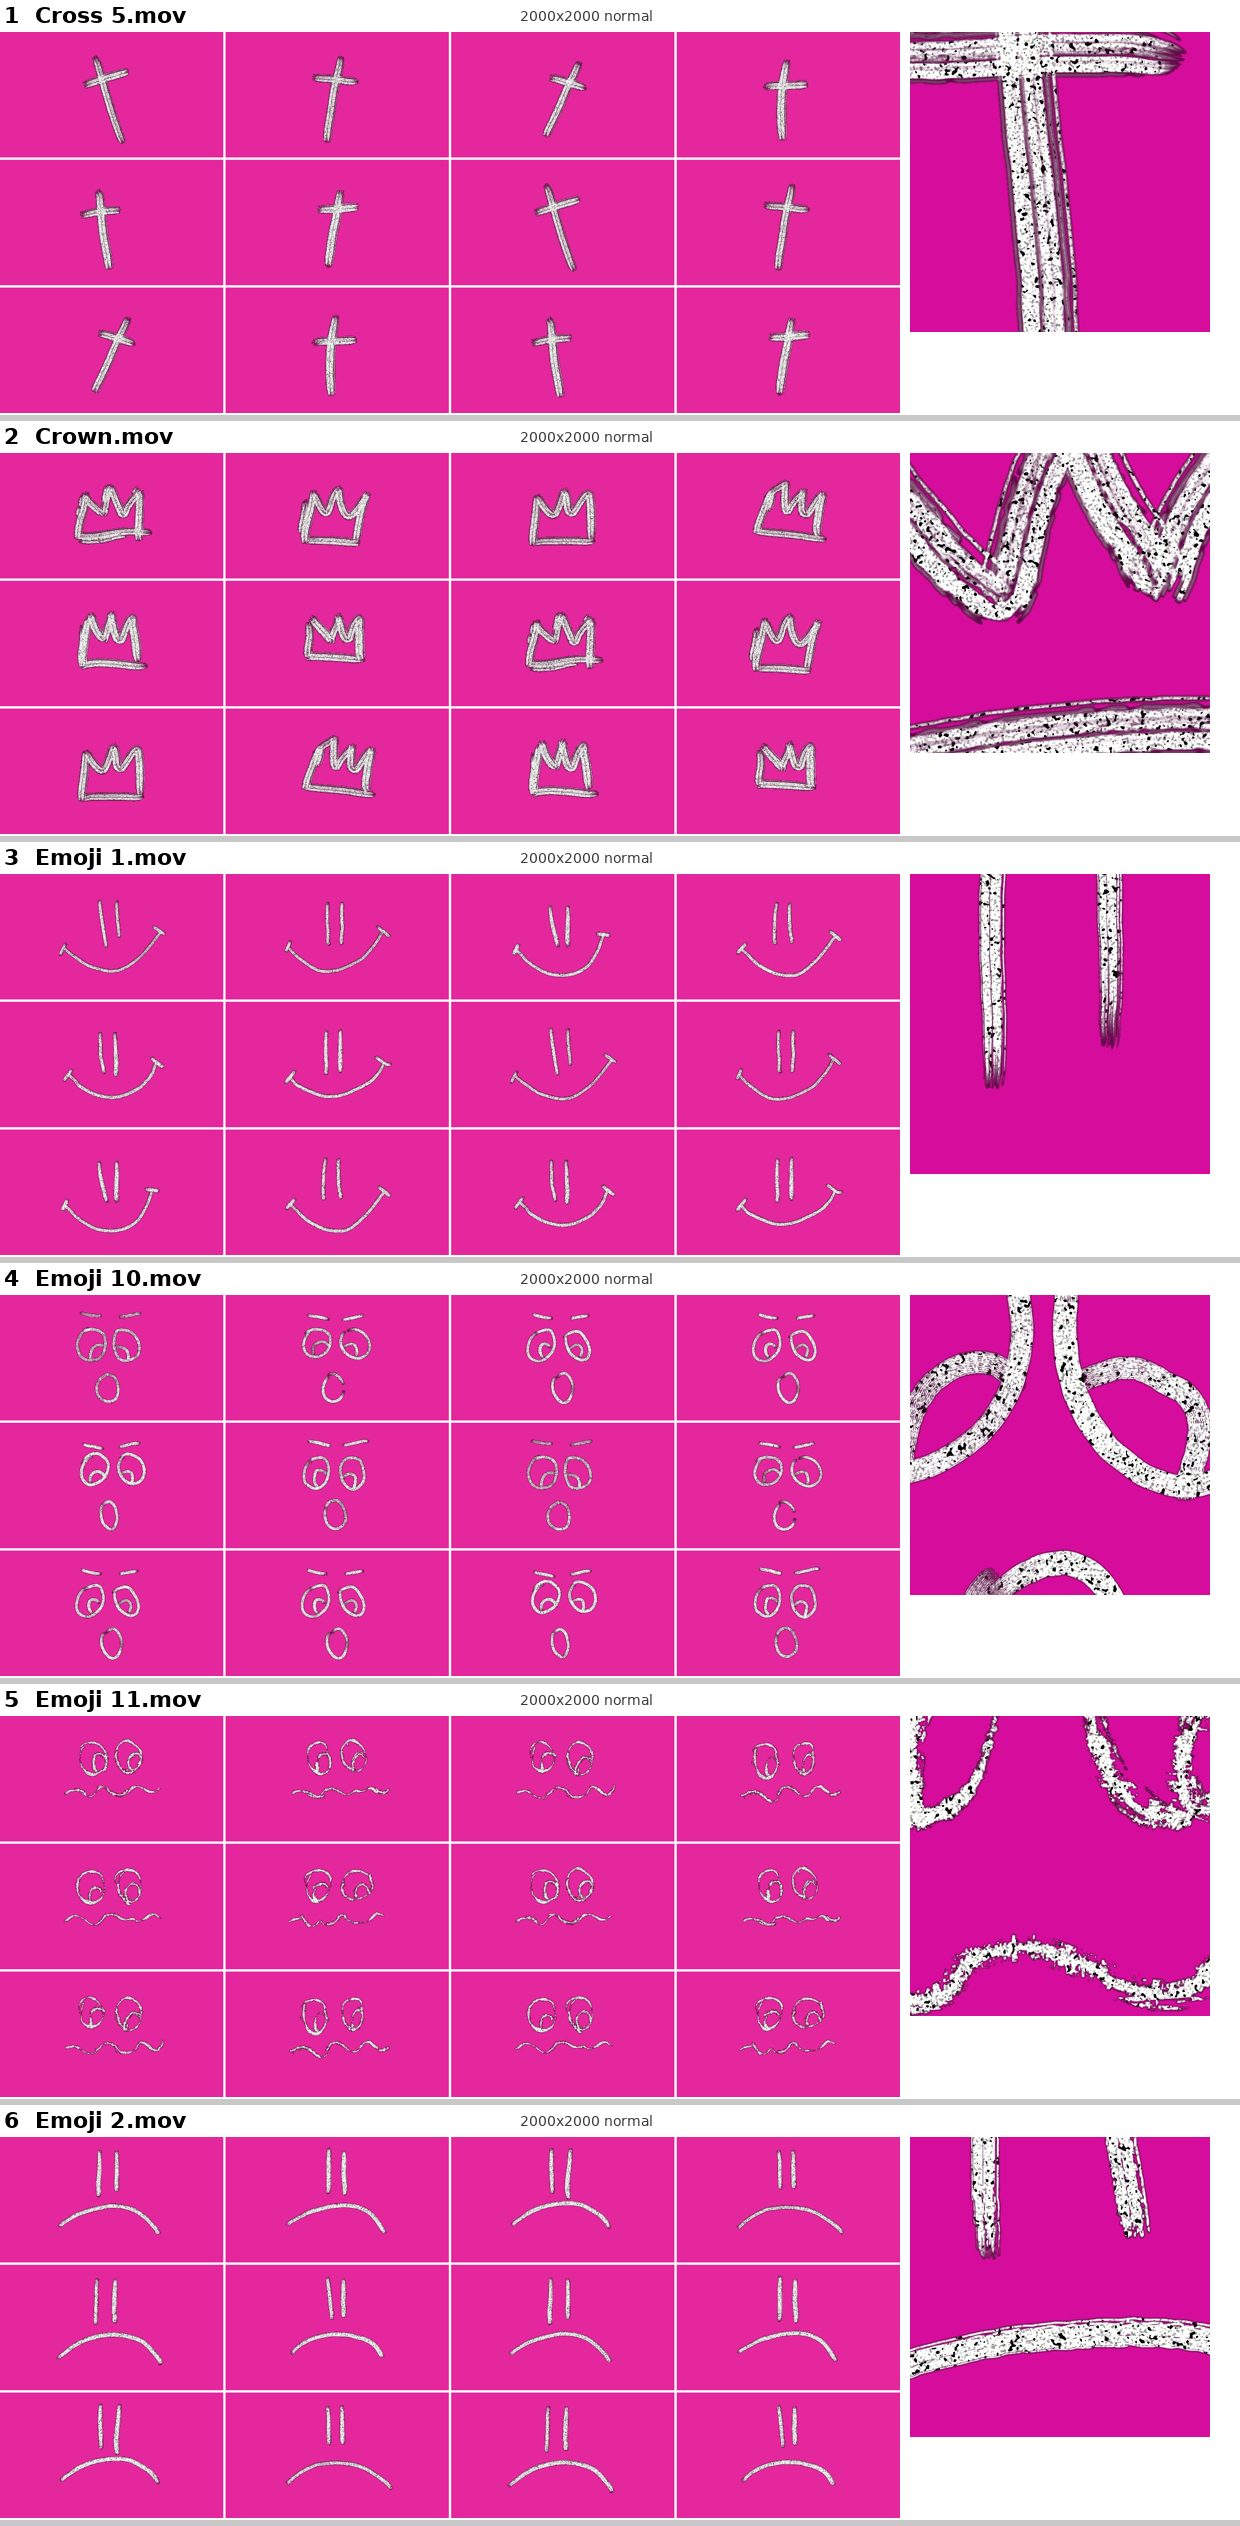 1 Cross 5.mov 2000x2000 normal
2 Crown.mov 2000x2000 normal
3 Emoji 1.mov 2000x2000 normal
4 Emoji 10.mov 2000x2000 normal
5 Emoji 11.mov 2000x2000 normal
6 Emoji 2.mov 2000x2000 normal